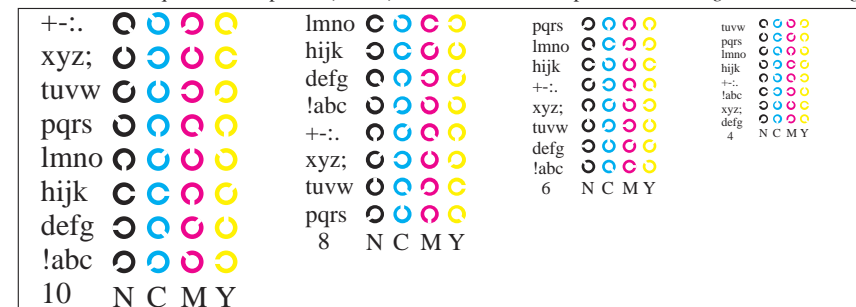 +-:.
xyz;
tuvw
pqrs
lmno
hijk
defg
!abc
10 N C M Y
lmno
hijk
defg
!abc
+-:.
xyz;
tuvw
pqrs
8 N C M Y
pqrs
lmno
hijk
+-:.
xyz;
tuvw
defg
!abc
6 N C M Y
tuvw
pqrs
lmno
hijk
+-:.
!abc
xyz;
defg
4 N C M Y